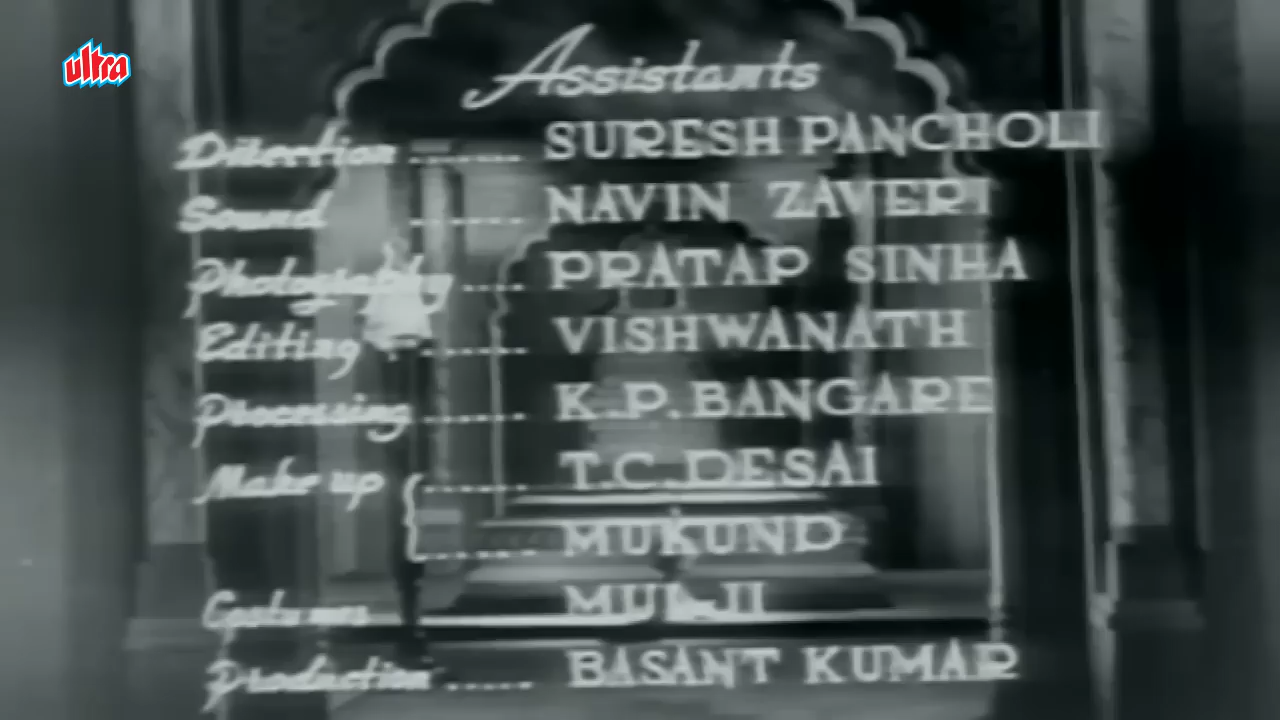 ultra
Assistants
Direction ....... SURESH PANCHOLI
Sound ....... NAVIN ZAVERI
Photography .... PRATAP SINHA
Editing ....... VISHWANATH
Processing ....... K.P. BANGARE
Make up { ....... T.C. DESAI
....... MUKUND
Costumes MULJI
Production ..... BASANT KUMAR